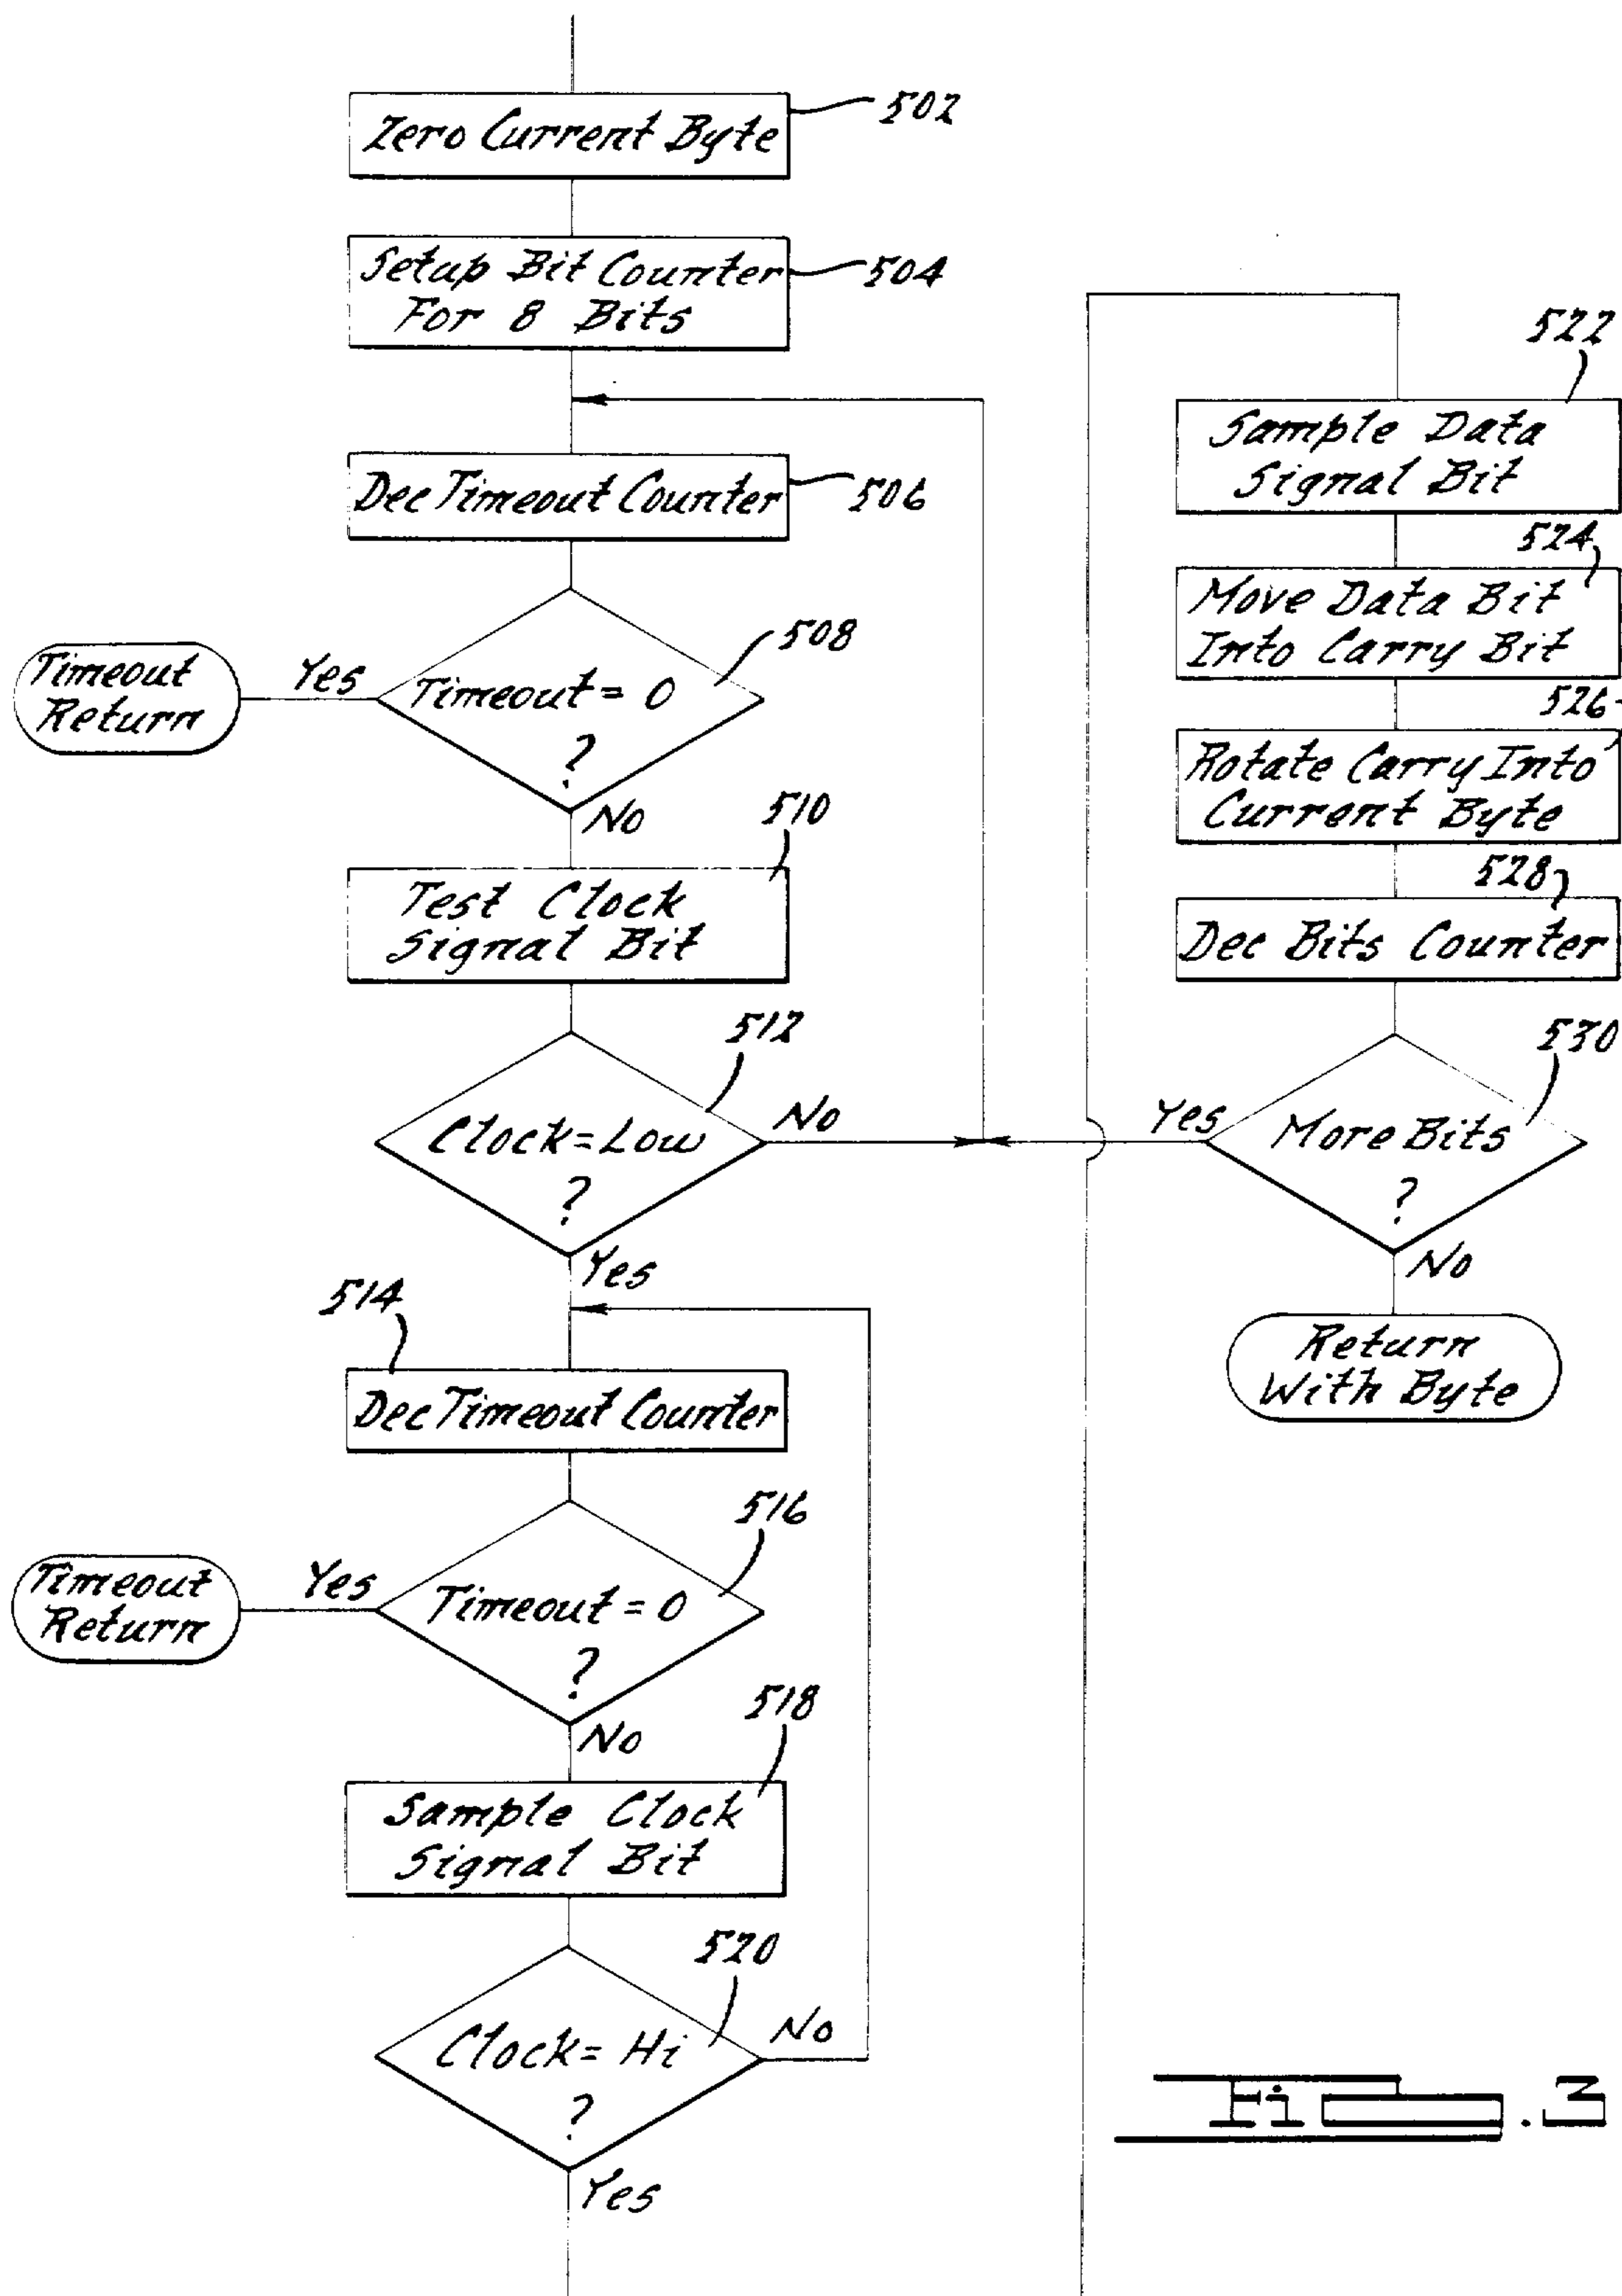 Zero Current Byte
502
Setup Bit Counter
For 8 Bits
504
Dec Timeout Counter
506
Timeout = 0
?
508
Yes
Timeout
Return
No
510
Test Clock
Signal Bit
512
Clock = Low
?
No
Yes
514
Dec Timeout Counter
516
Timeout = 0
?
Yes
Timeout
Return
No
518
Sample Clock
Signal Bit
520
Clock = Hi
?
No
Yes
522
Sample Data
Signal Bit
524
Move Data Bit
Into Carry Bit
526
Rotate Carry Into
Current Byte
528
Dec Bits Counter
530
More Bits
?
Yes
No
Return
With Byte
Fig. 3